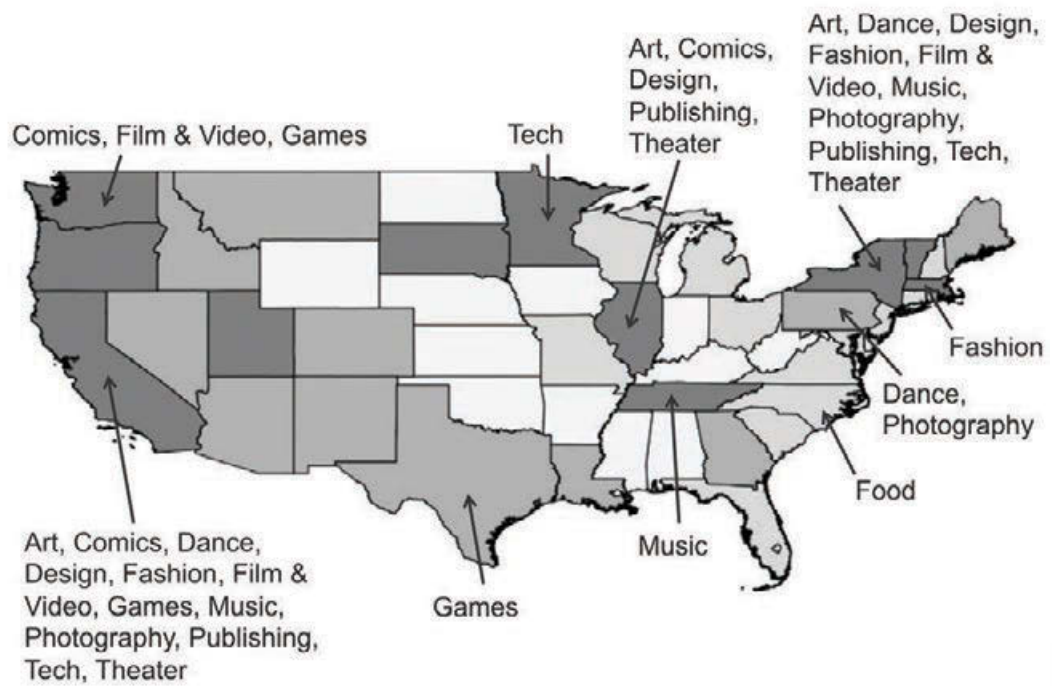 Comics, Film & Video, Games
Tech
Art, Comics,
Design,
Publishing,
Theater
Art, Dance, Design,
Fashion, Film &
Video, Music,
Photography,
Publishing, Tech,
Theater
Fashion
Dance,
Photography
Food
Music
Games
Art, Comics, Dance,
Design, Fashion, Film &
Video, Games, Music,
Photography, Publishing,
Tech, Theater